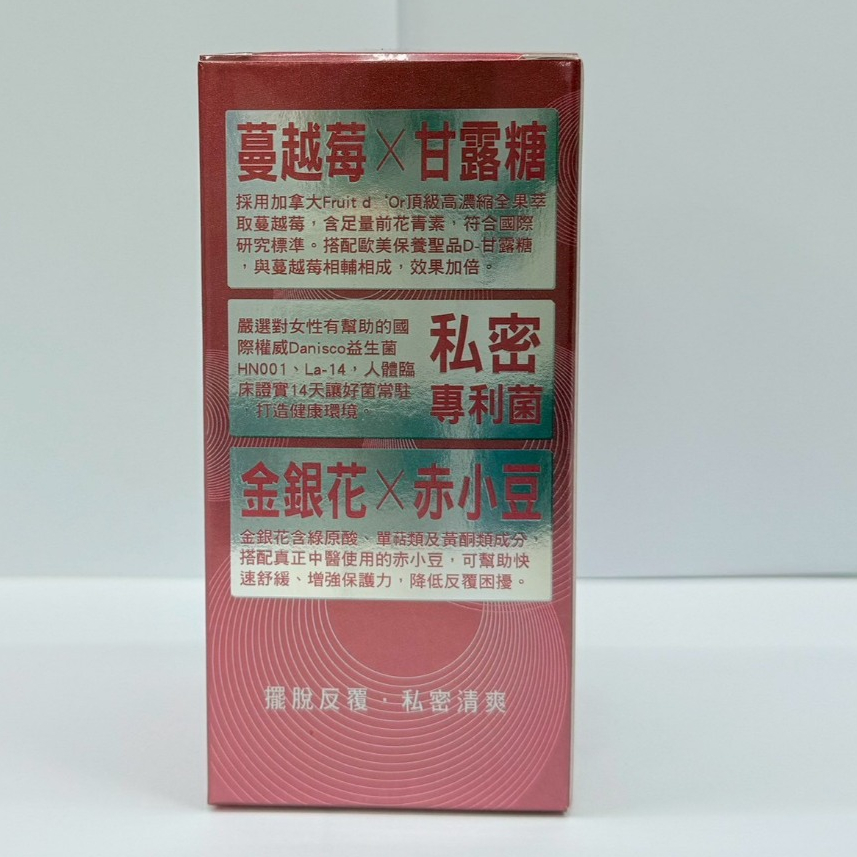 蔓越莓×甘露糖
採用加拿大Fruit d 'Or頂級高濃縮全果萃
取蔓越莓，含足量前花青素，符合國際
研究標準。搭配歐美保養聖品D-甘露糖
，與蔓越莓相輔相成，效果加倍。
嚴選對女性有幫助的國
際權威Danisco益生菌
HN001、La-14，人體臨
床證實14天讓好菌常駐
，打造健康環境。
私密
專利菌
金銀花×赤小豆
金銀花含綠原酸、單萜類及黃酮類成分，
搭配真正中醫使用的赤小豆，可幫助快
速舒緩、增強保護力，降低反覆困擾。
擺脫反覆·私密清爽